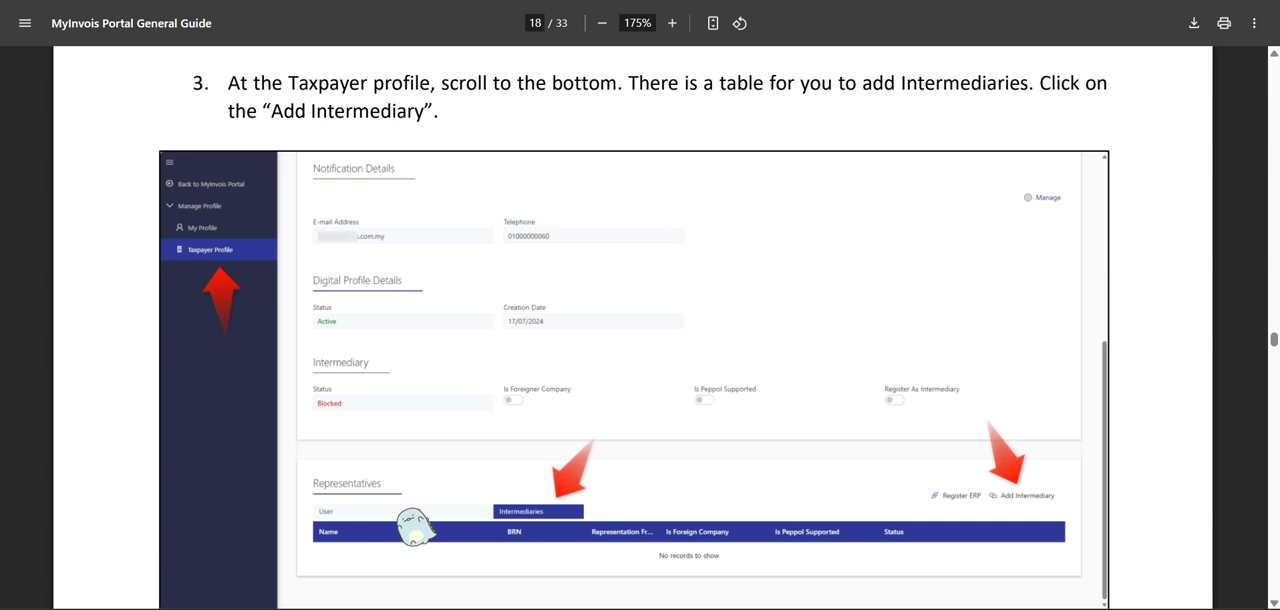 MyInvois Portal General Guide
18 / 33
175%
3. At the Taxpayer profile, scroll to the bottom. There is a table for you to add Intermediaries. Click on
the “Add Intermediary”.
Notification Details
Back to MyInvois Portal
Manage
Manage Profile
E-mail Address Telephone
My Profile
.com.my 01000000060
Taxpayer Profile
Digital Profile Details
Status Creation Date
Active 17/07/2024
Intermediary
Status Is Foreigner Company Is Peppol Supported Register As Intermediary
Blocked
Representatives
Register ERP Add Intermediary
User Intermediaries
Name BRN Representation Fr... Is Foreign Company Is Peppol Supported Status
No records to show